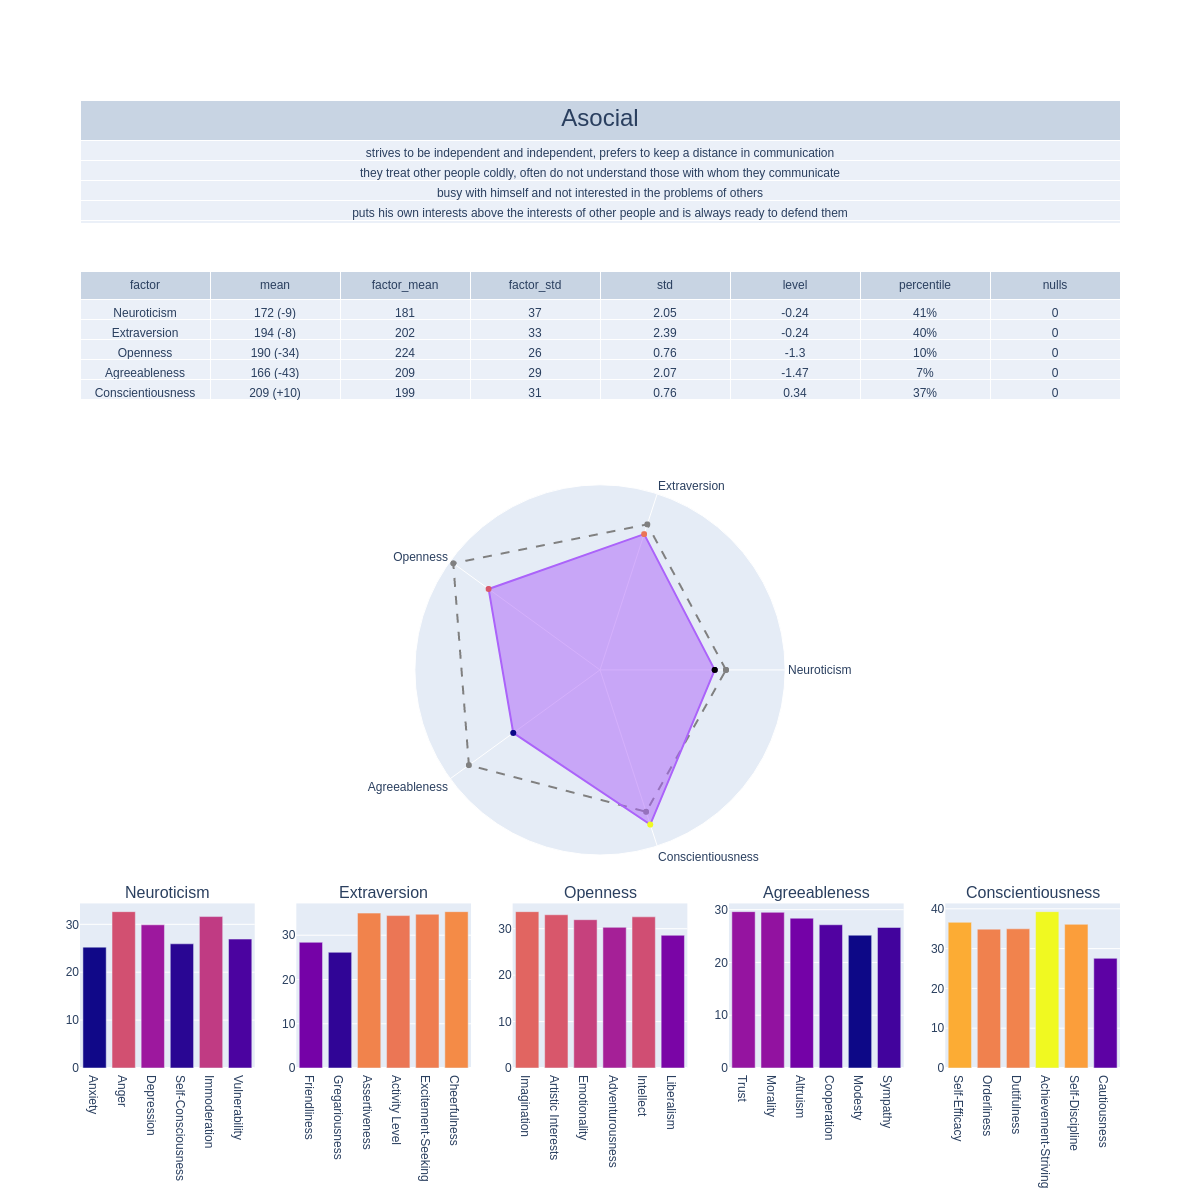 Asocial
strives to be independent and independent, prefers to keep a distance in communication
they treat other people coldly, often do not understand those with whom they communicate
busy with himself and not interested in the problems of others
puts his own interests above the interests of other people and is always ready to defend them
factor mean factor_mean factor_std std level percentile nulls
Neuroticism 172 (-9) 181 37 2.05 -0.24 41% 0
Extraversion 194 (-8) 202 33 2.39 -0.24 40% 0
Openness 190 (-34) 224 26 0.76 -1.3 10% 0
Agreeableness 166 (-43) 209 29 2.07 -1.47 7% 0
Conscientiousness 209 (+10) 199 31 0.76 0.34 37% 0
Extraversion
Openness
Neuroticism
Agreeableness
Conscientiousness
Neuroticism
30
20
10
0
Anxiety
Anger
Depression
Self-Consciousness
Immoderation
Vulnerability
Extraversion
30
20
10
0
Friendliness
Gregariousness
Assertiveness
Activity Level
Excitement-Seeking
Cheerfulness
Openness
30
20
10
0
Imagination
Artistic Interests
Emotionality
Adventurousness
Intellect
Liberalism
Agreeableness
30
20
10
0
Trust
Morality
Altruism
Cooperation
Modesty
Sympathy
Conscientiousness
40
30
20
10
0
Self-Efficacy
Orderliness
Dutifulness
Achievement-Striving
Self-Discipline
Cautiousness